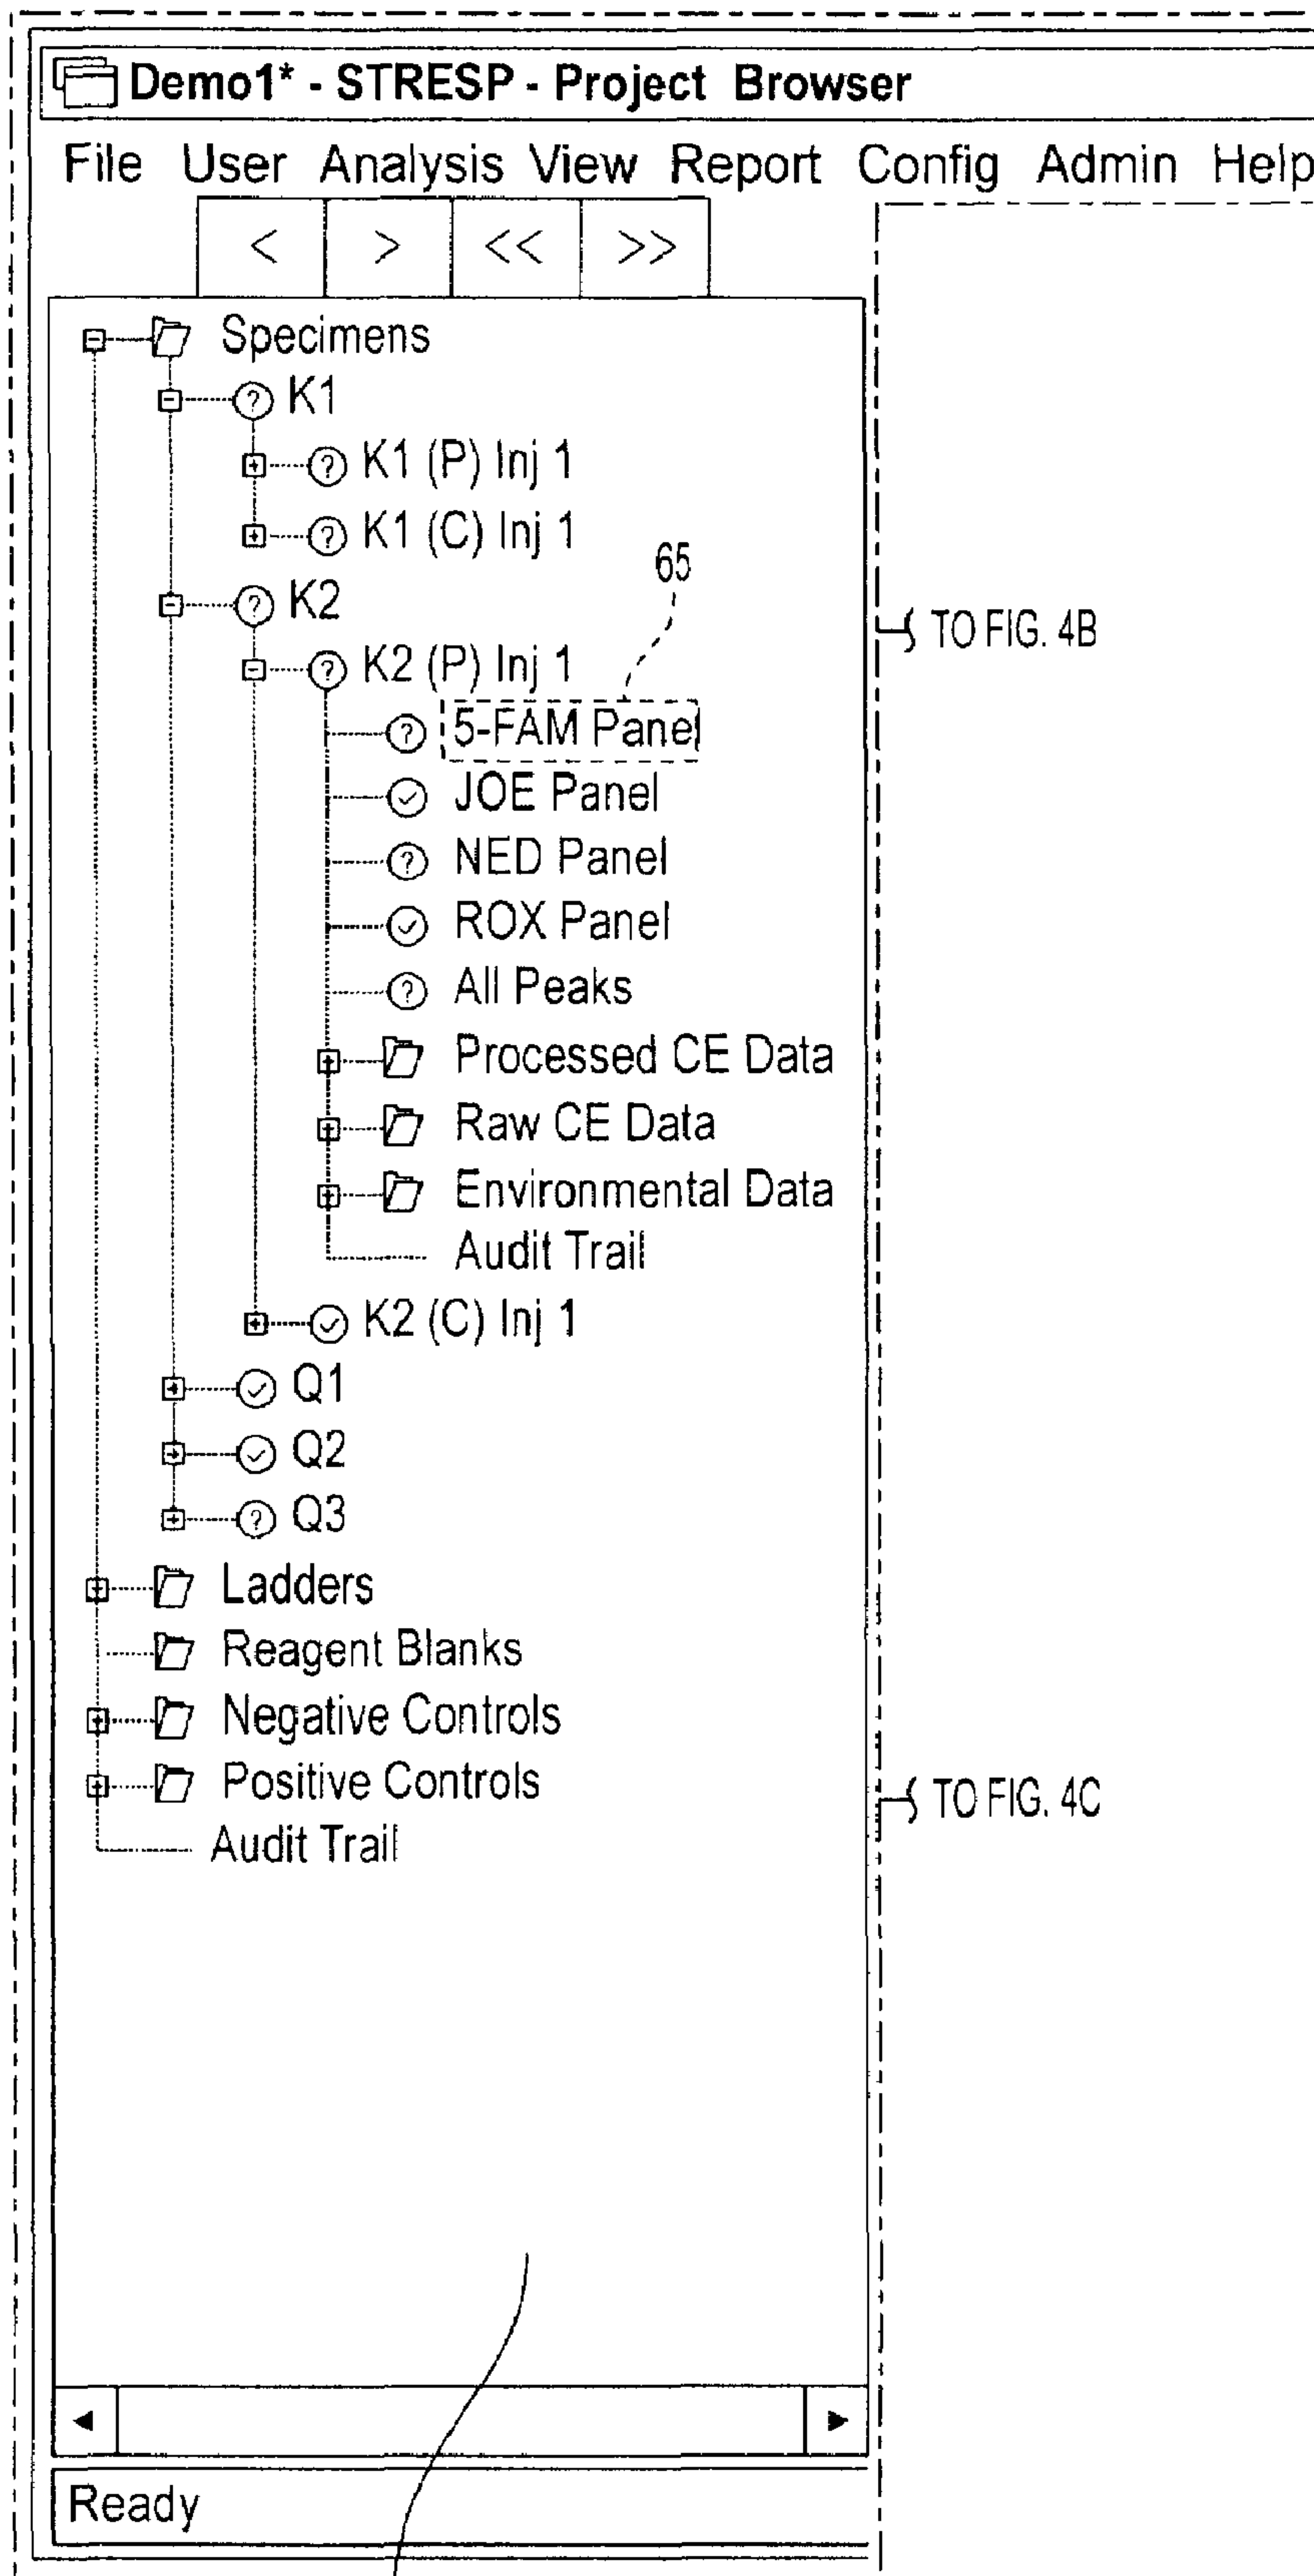 Demo1* - STRESP - Project Browser
File User Analysis View Report Config Admin Help
< > << >>
Specimens
K1
K1 (P) Inj 1
K1 (C) Inj 1
65
K2
TO FIG. 4B
K2 (P) Inj 1
5-FAM Panel
JOE Panel
NED Panel
ROX Panel
All Peaks
Processed CE Data
Raw CE Data
Environmental Data
Audit Trail
K2 (C) Inj 1
Q1
Q2
Q3
Ladders
Reagent Blanks
Negative Controls
Positive Controls
TO FIG. 4C
Audit Trail
Ready